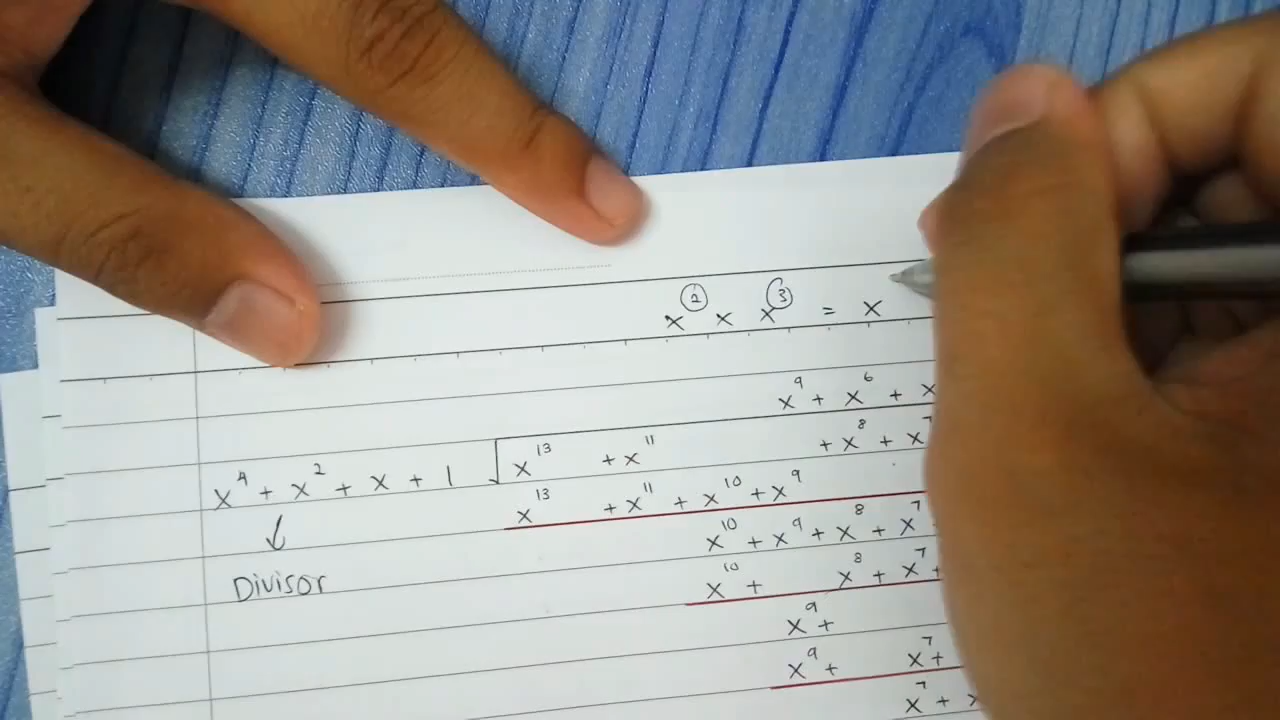 x² x x³ = x
x⁹ + x⁶ + x
x⁴ + x² + x + 1 √ x¹³ + x¹¹ + x⁸ + x⁷
x¹³ + x¹¹ + x¹⁰ + x⁹
x¹⁰ + x⁹ + x⁸ + x⁷
Divisor
x¹⁰ + x⁸ + x⁷ +
x⁹ +
x⁹ + x⁷ +
x⁷ +